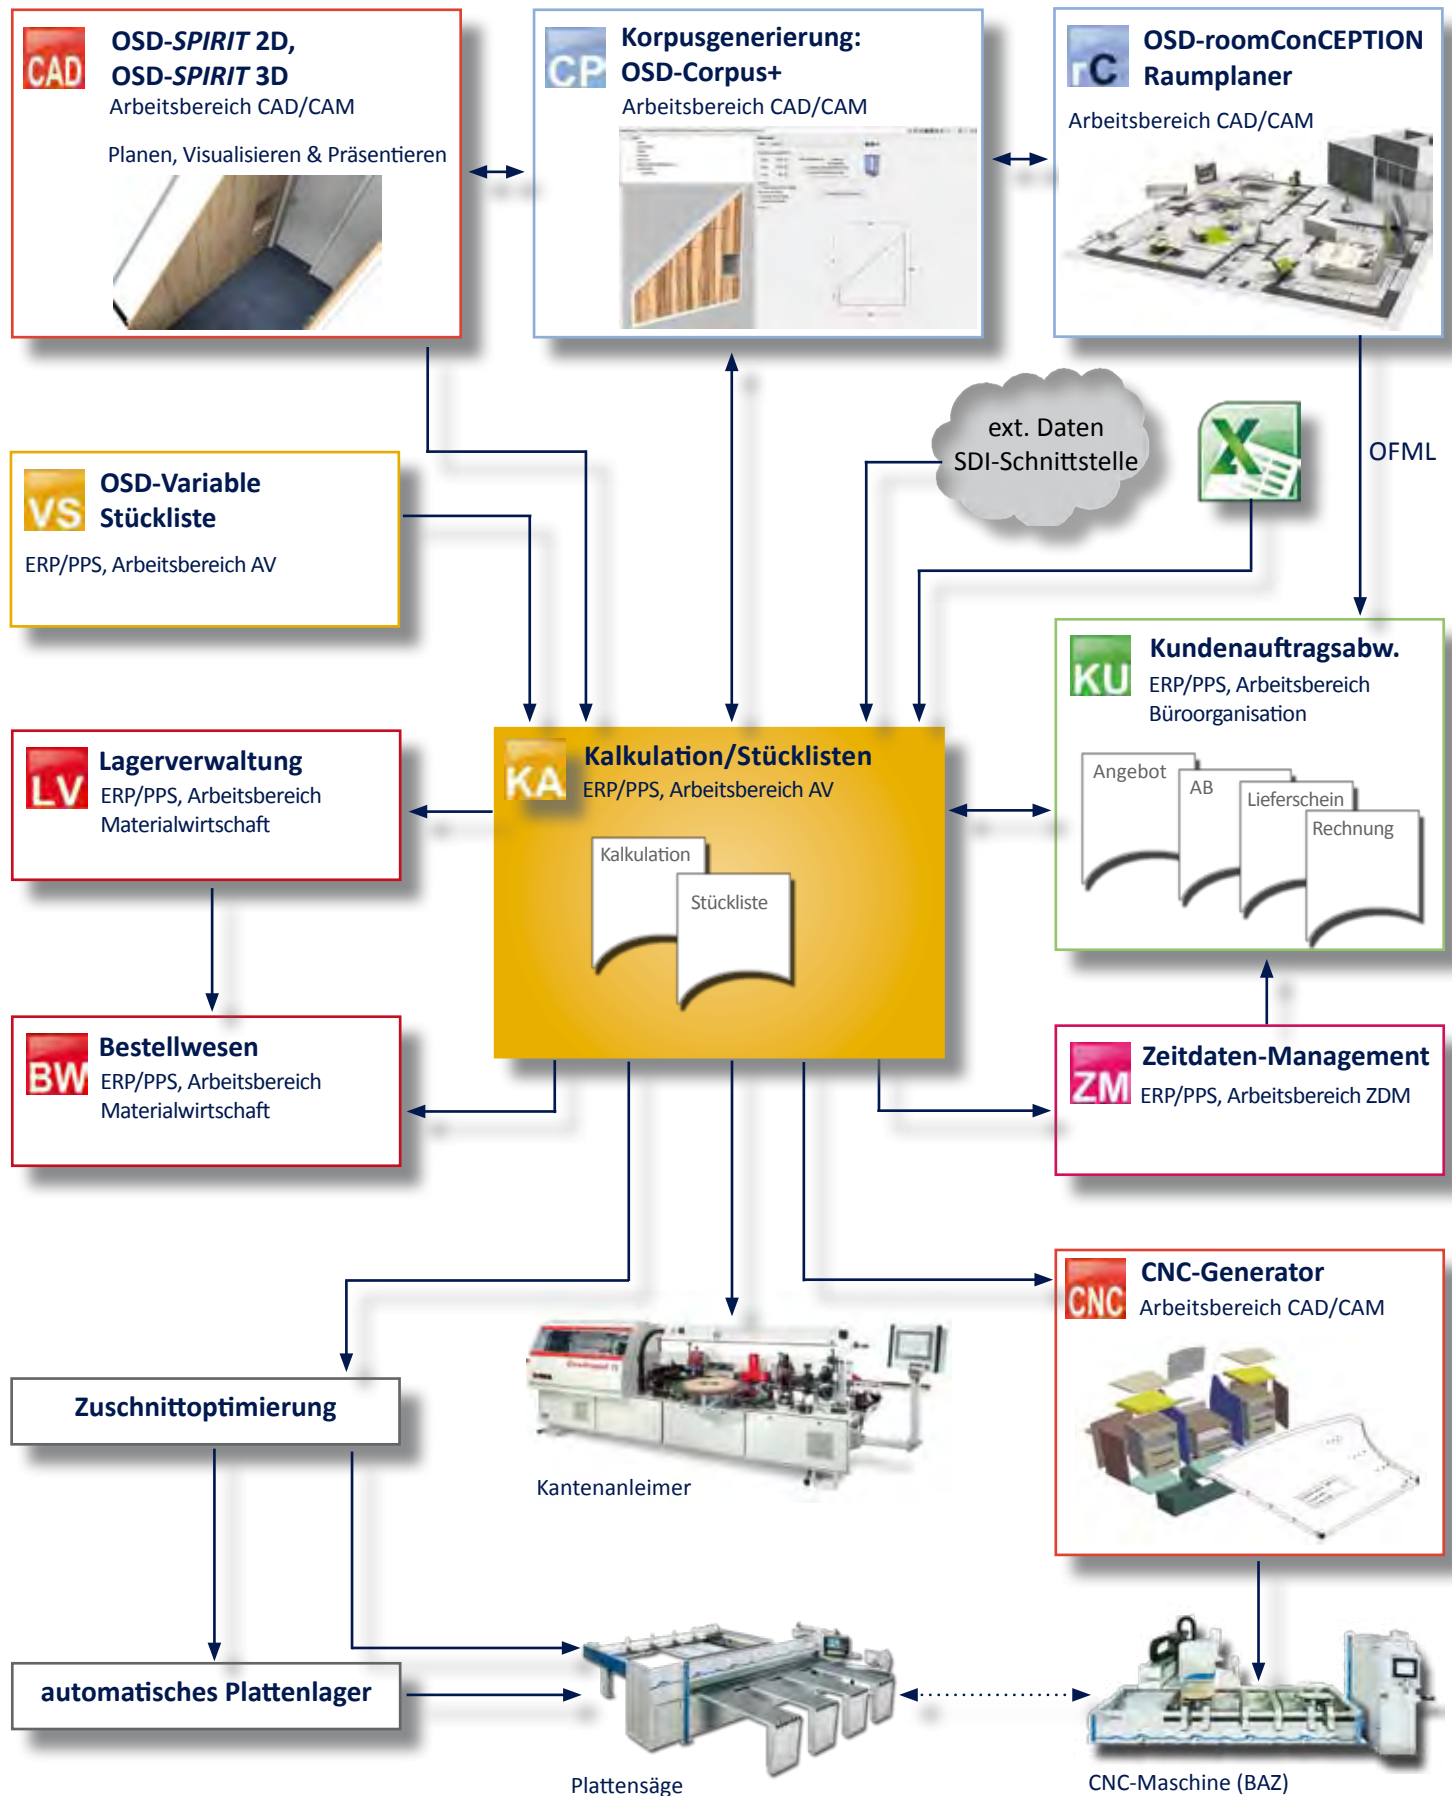 CAD
OSD-SPIRIT 2D,
OSD-SPIRIT 3D
Arbeitsbereich CAD/CAM
Planen, Visualisieren & Präsentieren
CP
Korpusgenerierung:
OSD-Corpus+
Arbeitsbereich CAD/CAM
rC
OSD-roomConCEPTION
Raumplaner
Arbeitsbereich CAD/CAM
ext. Daten
SDI-Schnittstelle
X
OFML
VS
OSD-Variable
Stückliste
ERP/PPS, Arbeitsbereich AV
KU
Kundenauftragsabw.
ERP/PPS, Arbeitsbereich
Büroorganisation
Angebot
AB
Lieferschein
Rechnung
LV
Lagerverwaltung
ERP/PPS, Arbeitsbereich
Materialwirtschaft
KA
Kalkulation/Stücklisten
ERP/PPS, Arbeitsbereich AV
Kalkulation
Stückliste
BW
Bestellwesen
ERP/PPS, Arbeitsbereich
Materialwirtschaft
ZM
Zeitdaten-Management
ERP/PPS, Arbeitsbereich ZDM
CNC
CNC-Generator
Arbeitsbereich CAD/CAM
Zuschnittoptimierung
Kantenanleimer
automatisches Plattenlager
Plattensäge
CNC-Maschine (BAZ)